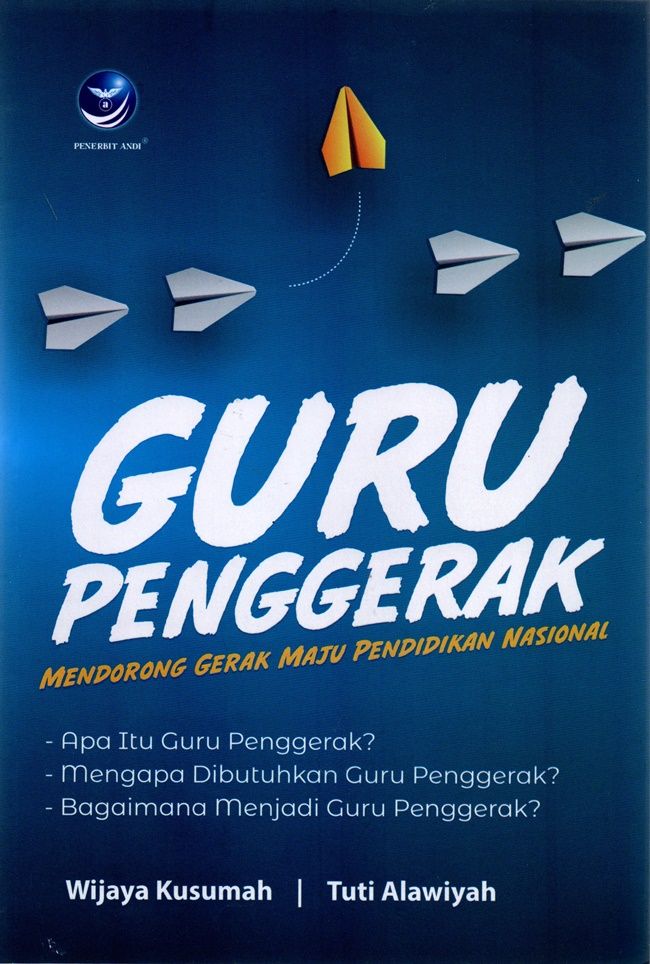 a
PENERBIT ANDI®
GURU
PENGGERAK
MENDORONG GERAK MAJU PENDIDIKAN NASIONAL
- Apa Itu Guru Penggerak?
- Mengapa Dibutuhkan Guru Penggerak?
- Bagaimana Menjadi Guru Penggerak?
Wijaya Kusumah | Tuti Alawiyah